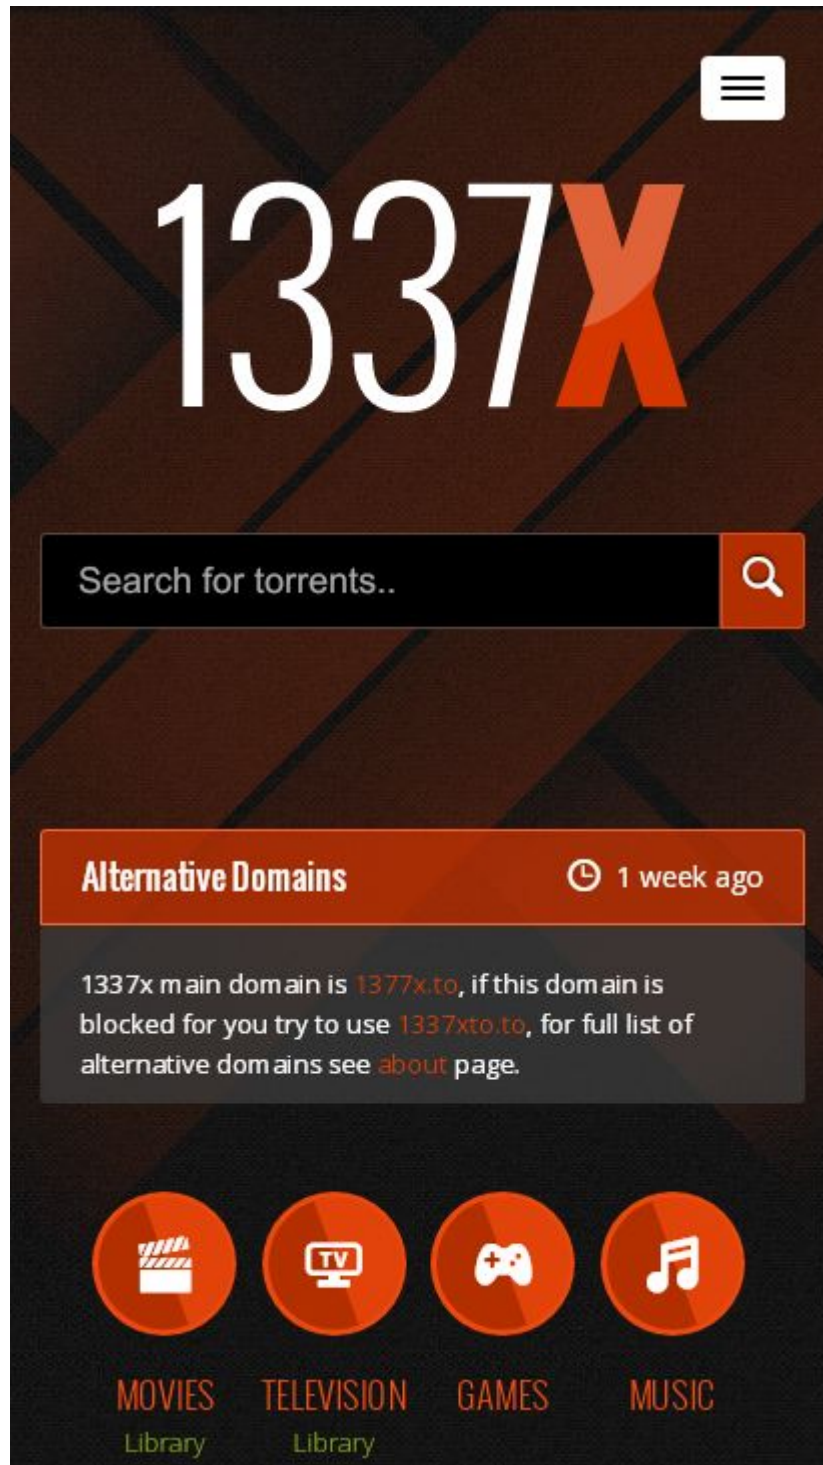 1337X
Search for torrents..
Alternative Domains 1 week ago
1337x main domain is 1377x.to, if this domain is
blocked for you try to use 1337xto.to, for full list of
alternative domains see about page.
TV
MOVIES TELEVISION GAMES MUSIC
Library Library